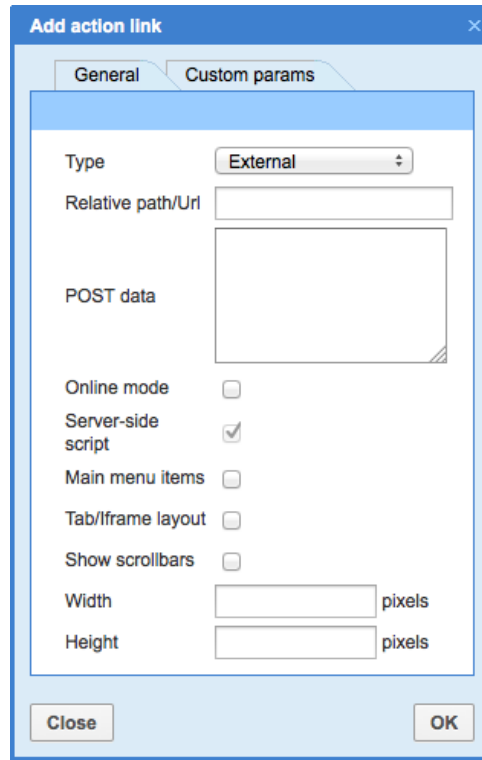 Add action link ×
General Custom params
Type External
Relative path/Url
POST data
Online mode
Server-side
script
Main menu items
Tab/Iframe layout
Show scrollbars
Width pixels
Height pixels
Close OK